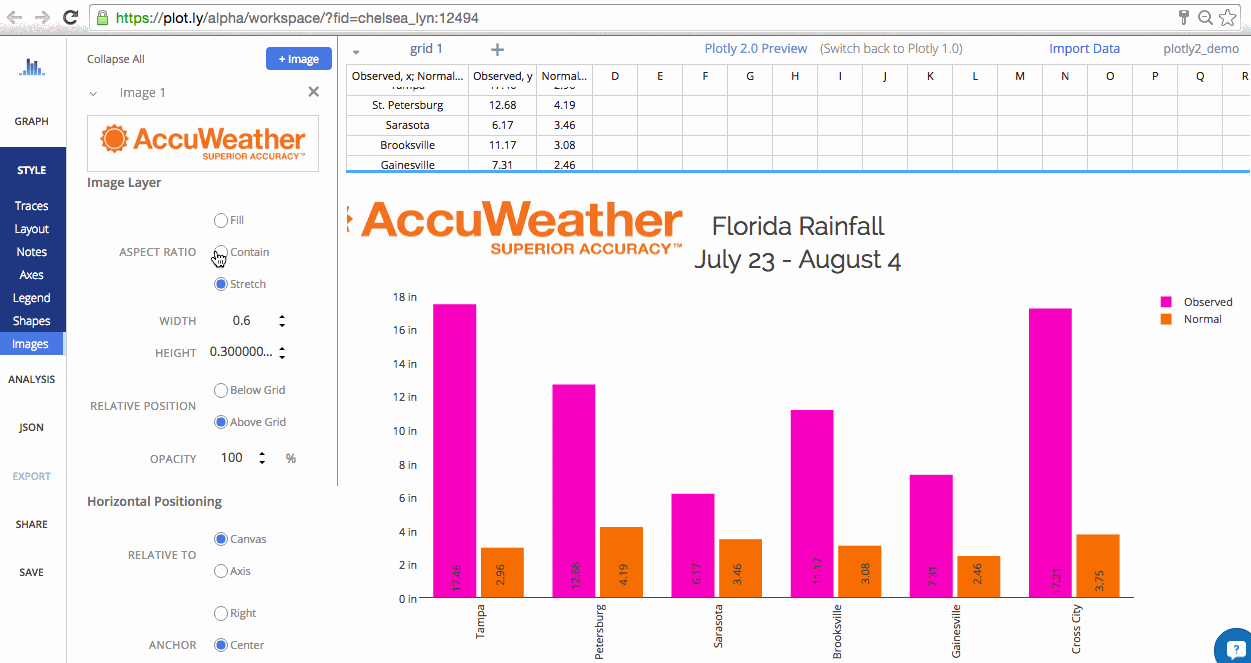 https://plot.ly/alpha/workspace/?fid=chelsea_lyn:12494
grid 1
Plotly 2.0 Preview (Switch back to Plotly 1.0)
Import Data
plotly2_demo
Collapse All
+ Image
Image 1
AccuWeather
SUPERIOR ACCURACY™
Image Layer
ASPECT RATIO
Fill
Contain
Stretch
WIDTH 0.6
HEIGHT 0.300000...
RELATIVE POSITION
Below Grid
Above Grid
OPACITY 100 %
Horizontal Positioning
RELATIVE TO
Canvas
Axis
Right
ANCHOR
Center
GRAPH
STYLE
Traces
Layout
Notes
Axes
Legend
Shapes
Images
ANALYSIS
JSON
EXPORT
SHARE
SAVE
Observed, x; Normal... Observed, y Normal... D E F G H I J K L M N O P Q R
Tampa 17.46 2.96
St. Petersburg 12.68 4.19
Sarasota 6.17 3.46
Brooksville 11.17 3.08
Gainesville 7.31 2.46
AccuWeather
SUPERIOR ACCURACY™
Florida Rainfall
July 23 - August 4
Observed
Normal
18 in
16 in
14 in
12 in
10 in
8 in
6 in
4 in
2 in
0 in
17.46 2.96 12.68 4.19 6.17 3.46 11.17 3.08 7.31 2.46 17.21 3.75
Tampa Petersburg Sarasota Brooksville Gainesville Cross City
?